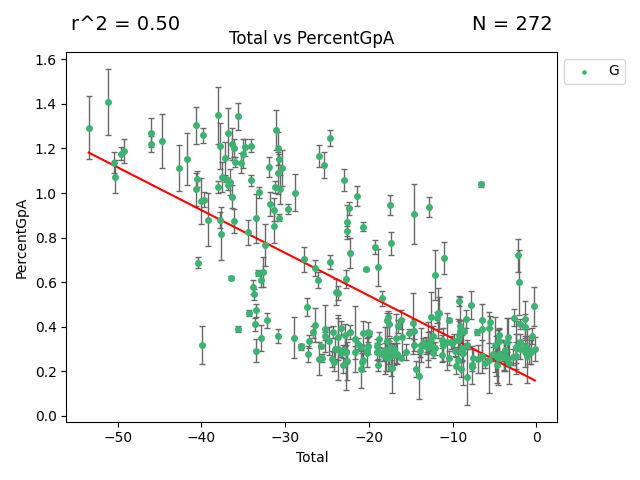 r^2 = 0.50
N = 272
Total vs PercentGpA
G
1.6
1.4
1.2
1.0
0.8
0.6
0.4
0.2
0.0
PercentGpA
−50
−40
−30
−20
−10
0
Total